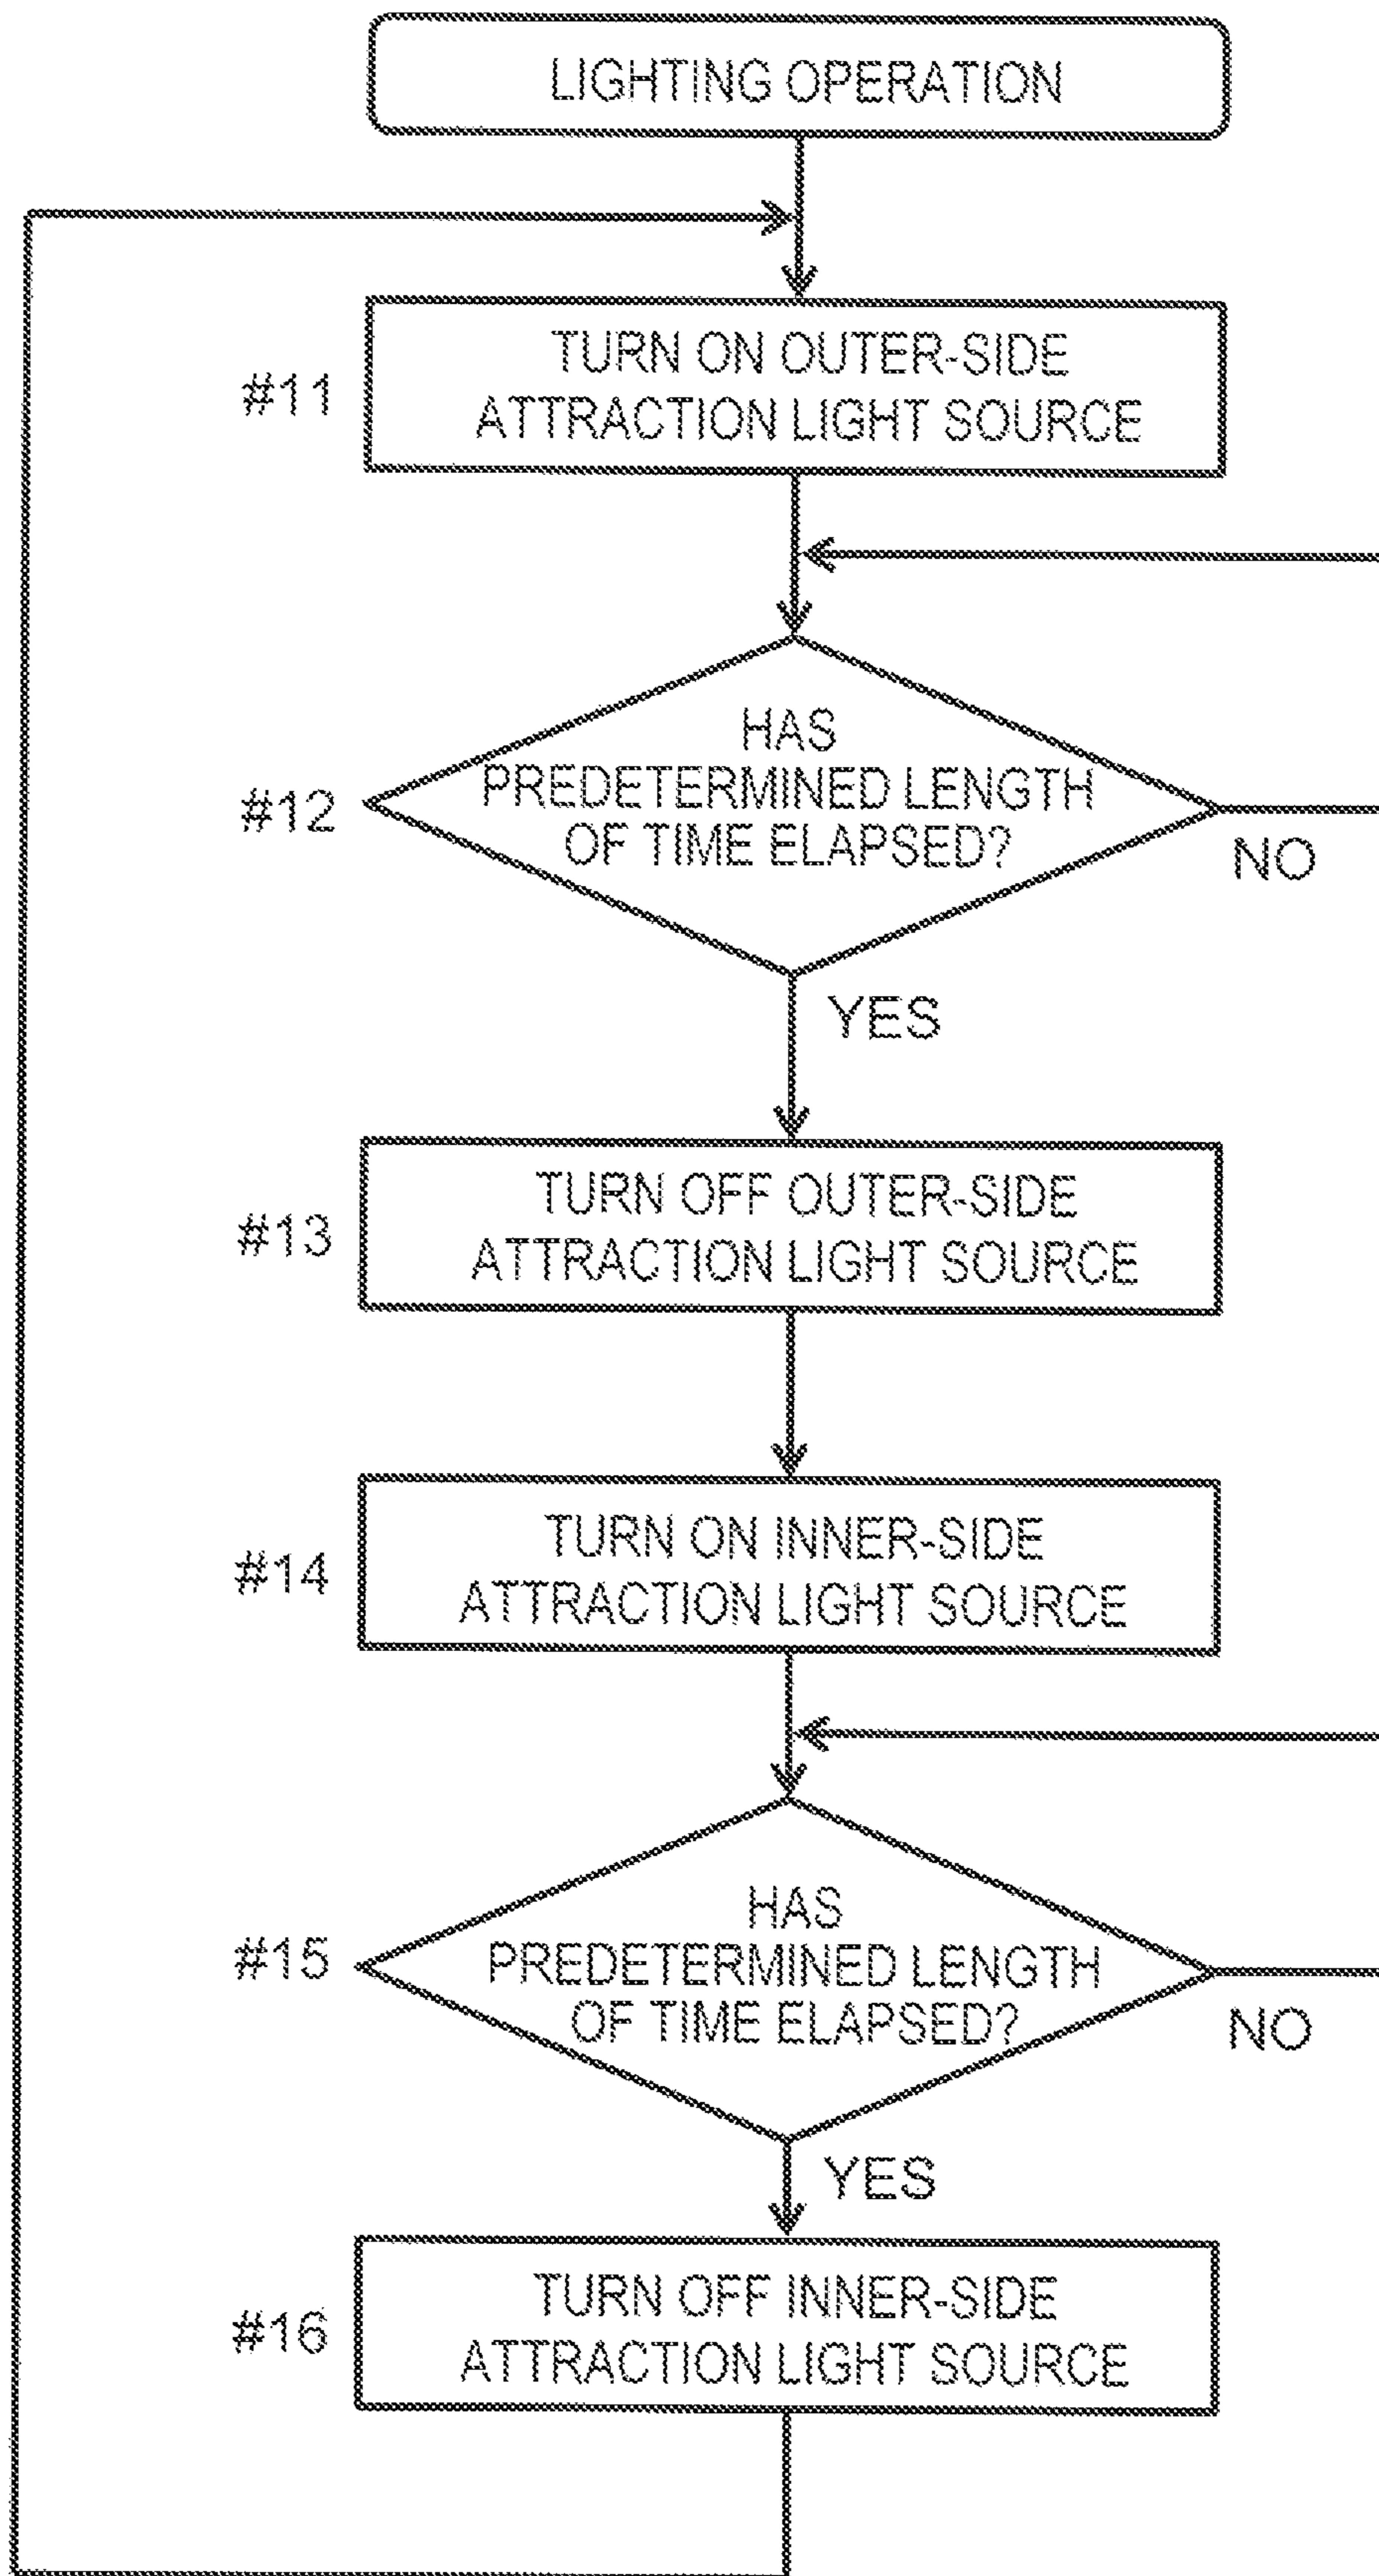 LIGHTING OPERATION
#11
TURN ON OUTER-SIDE
ATTRACTION LIGHT SOURCE
#12
HAS
PREDETERMINED LENGTH
OF TIME ELAPSED?
NO
YES
#13
TURN OFF OUTER-SIDE
ATTRACTION LIGHT SOURCE
#14
TURN ON INNER-SIDE
ATTRACTION LIGHT SOURCE
#15
HAS
PREDETERMINED LENGTH
OF TIME ELAPSED?
NO
YES
#16
TURN OFF INNER-SIDE
ATTRACTION LIGHT SOURCE